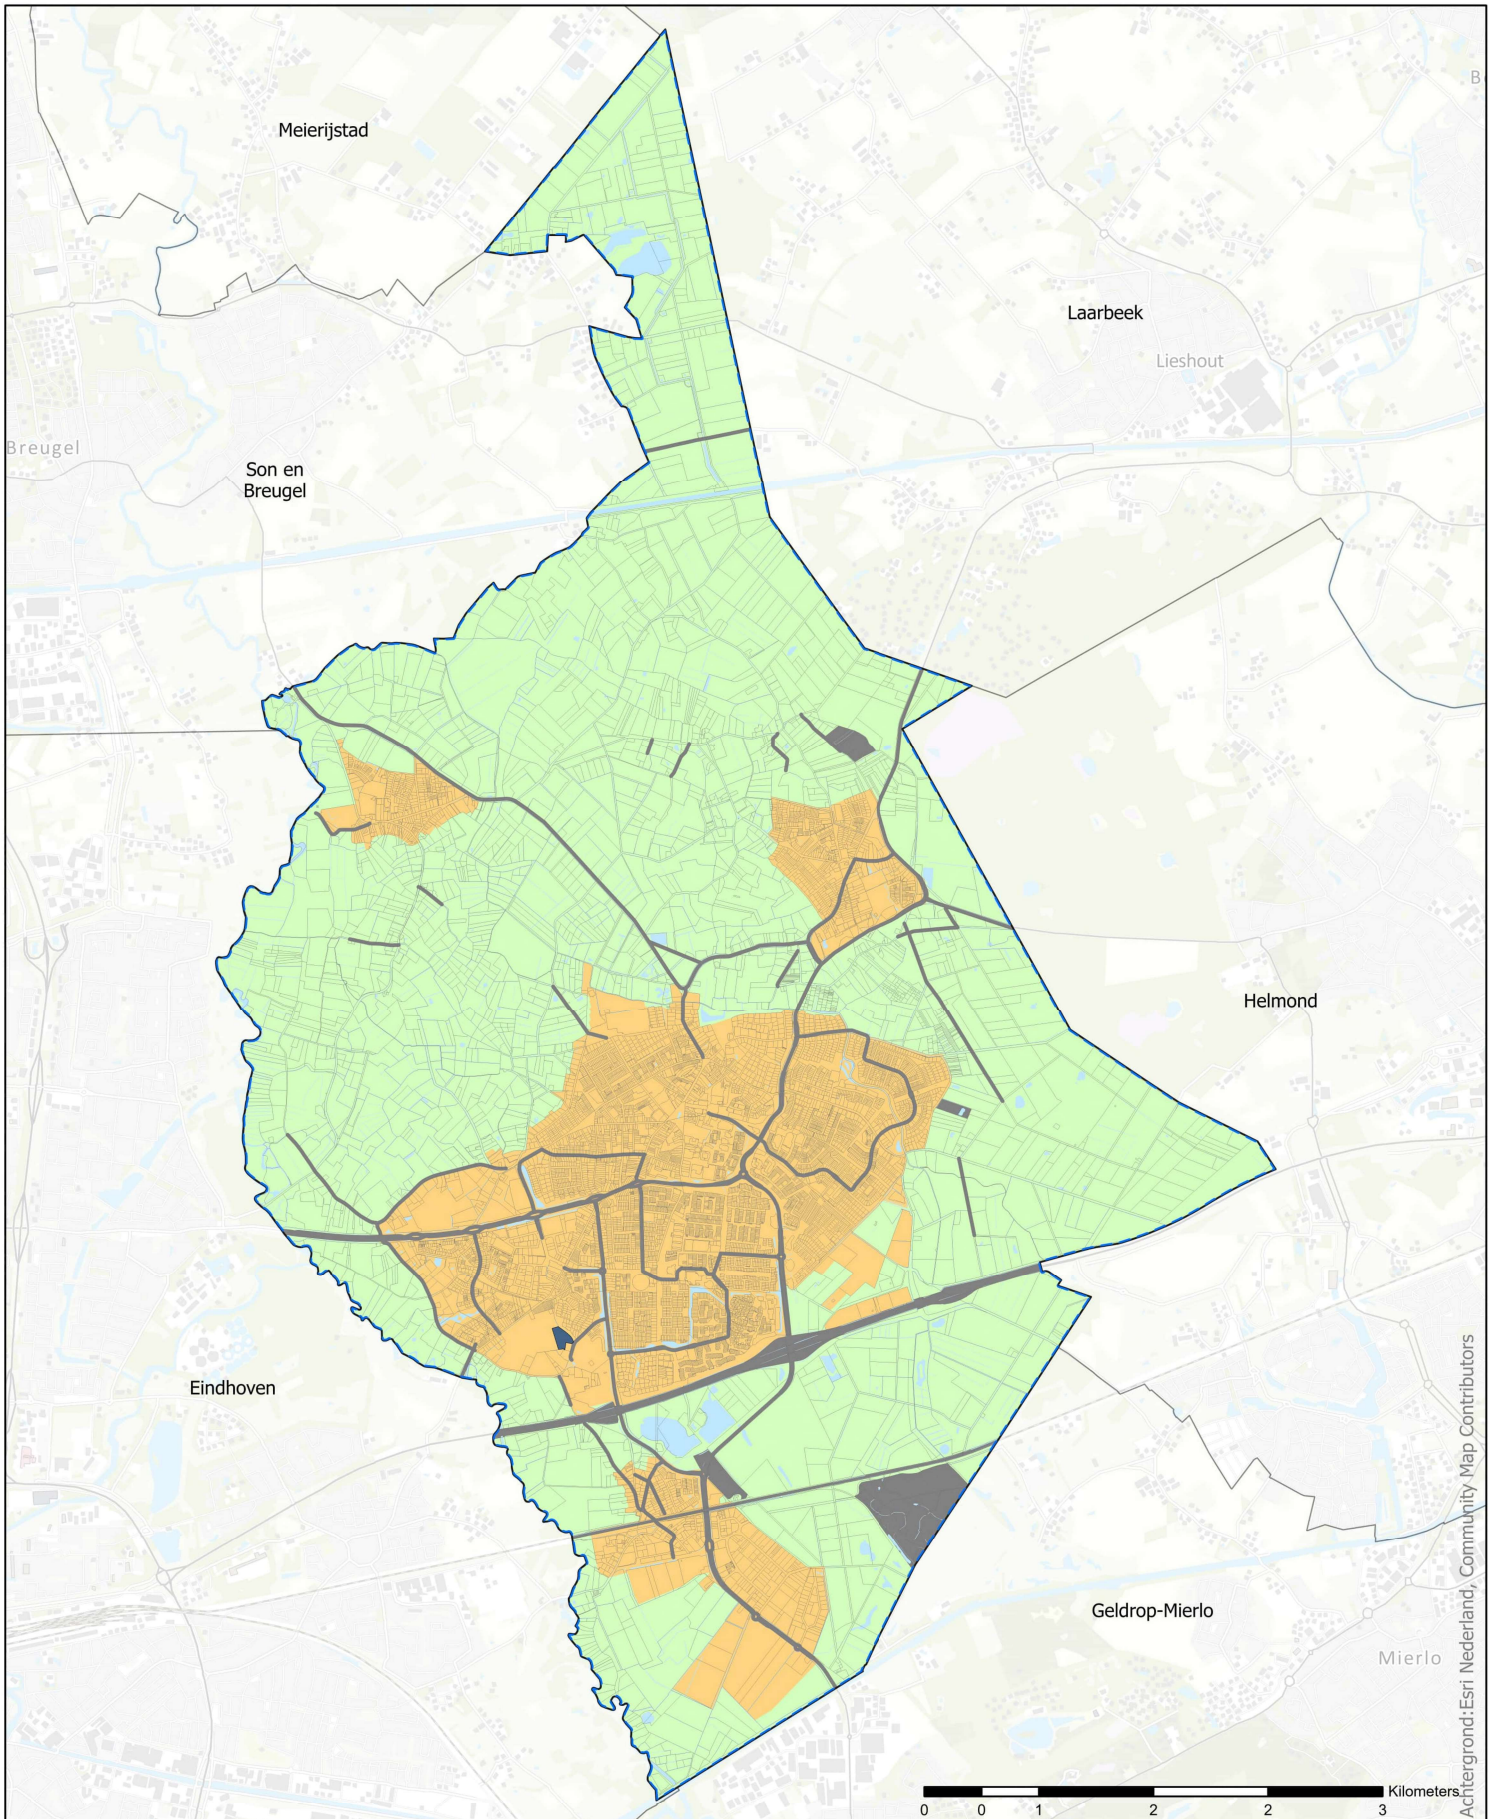 Meierijstad
Laarbeek
Lieshout
Breugel
Son en
Breugel
Helmond
Eindhoven
Geldrop-Mierlo
Mierlo
Kilometers
0 0 1 2 2 3
Achtergrond: Esri Nederland, Community Map Contributors